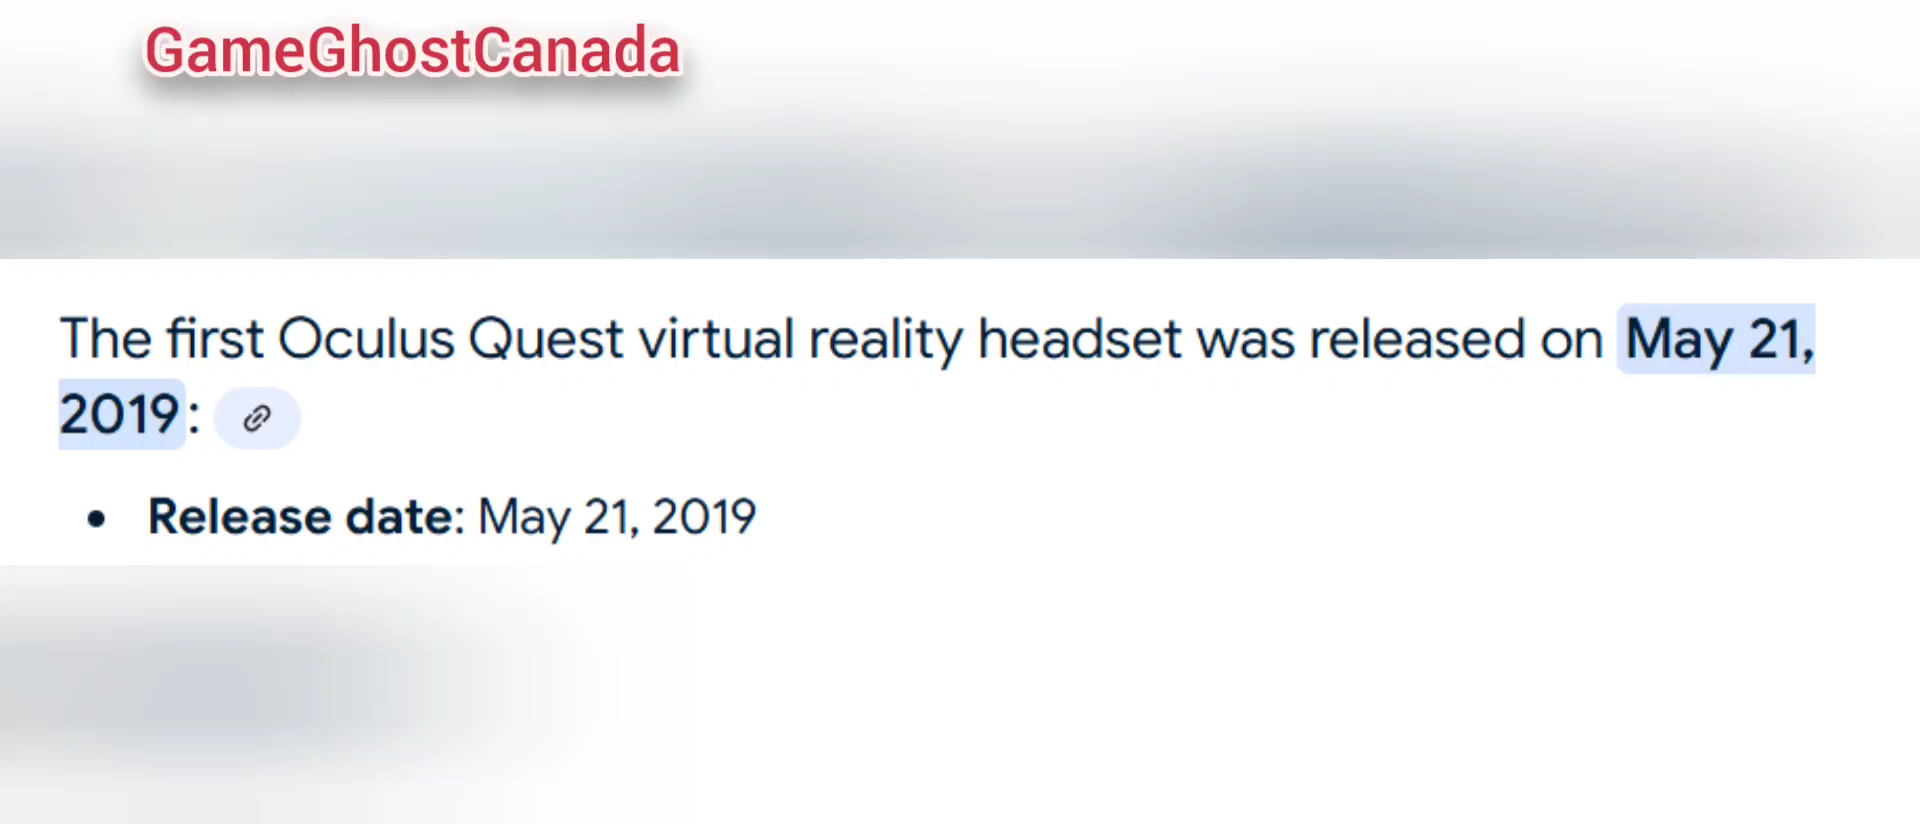 GameGhostCanada
The first Oculus Quest virtual reality headset was released on May 21,
2019:
• Release date: May 21, 2019